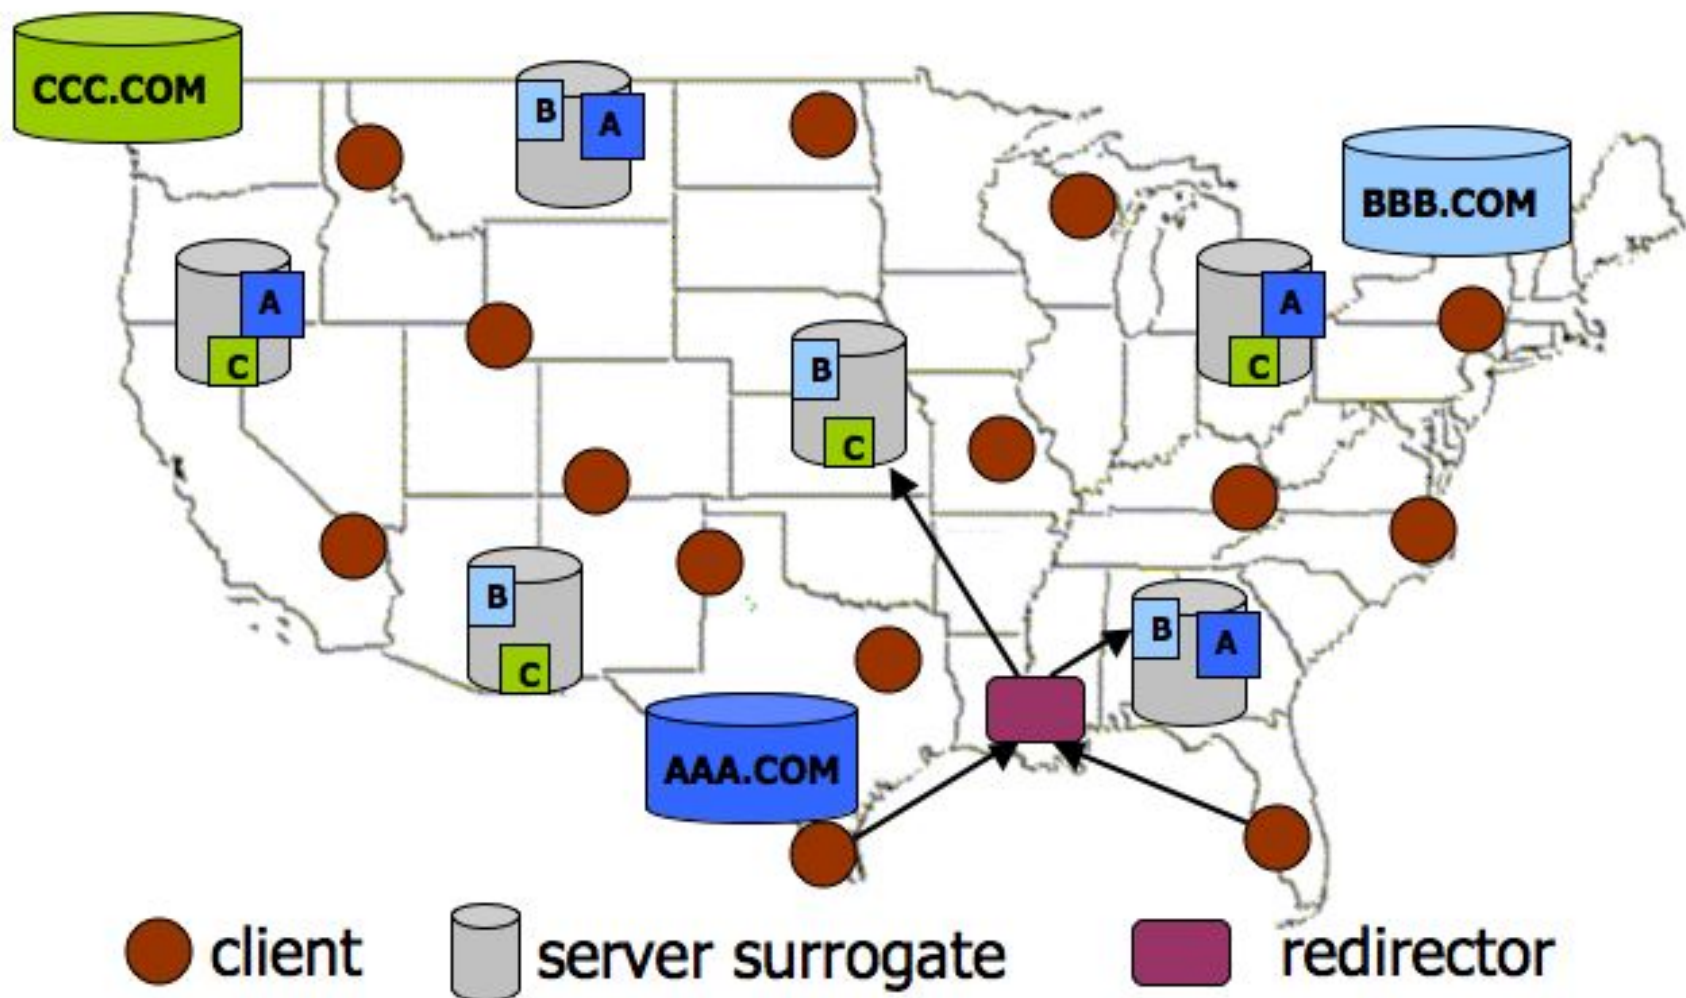 CCC.COM
B
A
BBB.COM
A
C
B
C
A
C
B
C
B
A
AAA.COM
client
server surrogate
redirector